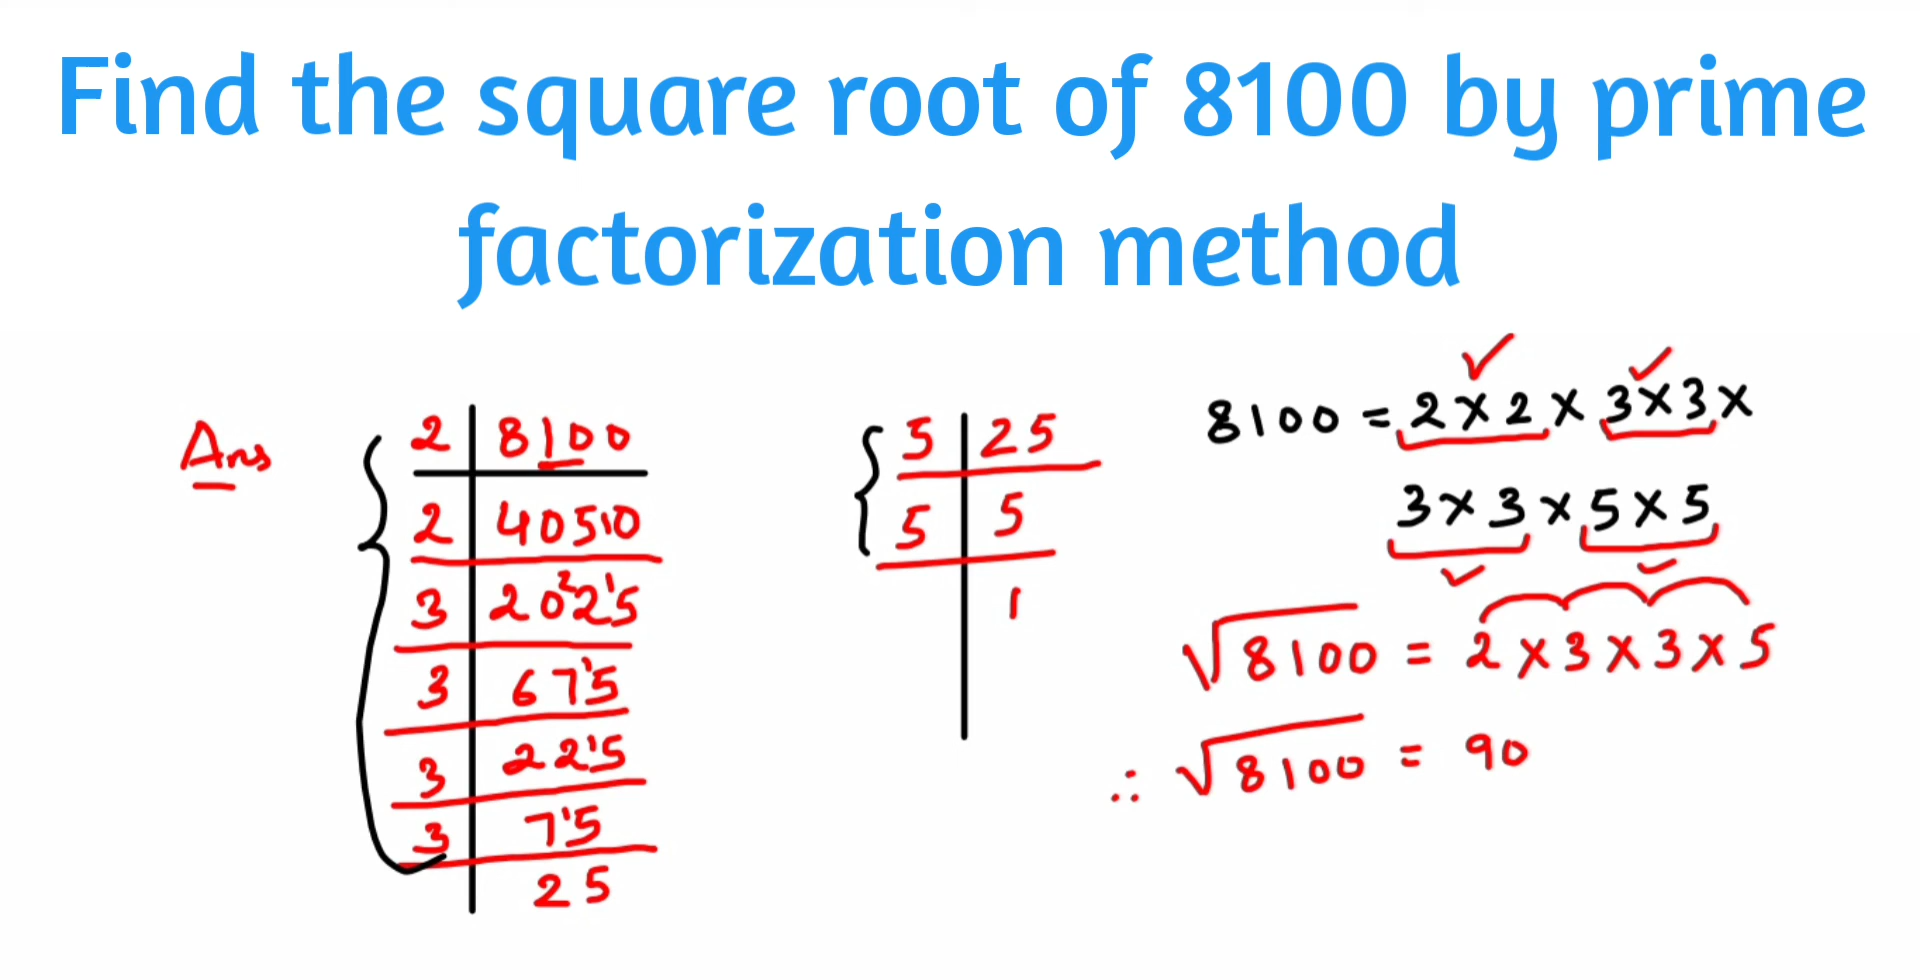 Find the square root of 8100 by prime
factorization method
Ans
2 | 8100
2 | 4050
3 | 2025
3 | 675
3 | 225
3 | 75
25
5 | 25
5 | 5
1
8100 = 2 × 2 × 3 × 3 ×
3 × 3 × 5 × 5
√8100 = 2 × 3 × 3 × 5
∴ √8100 = 90